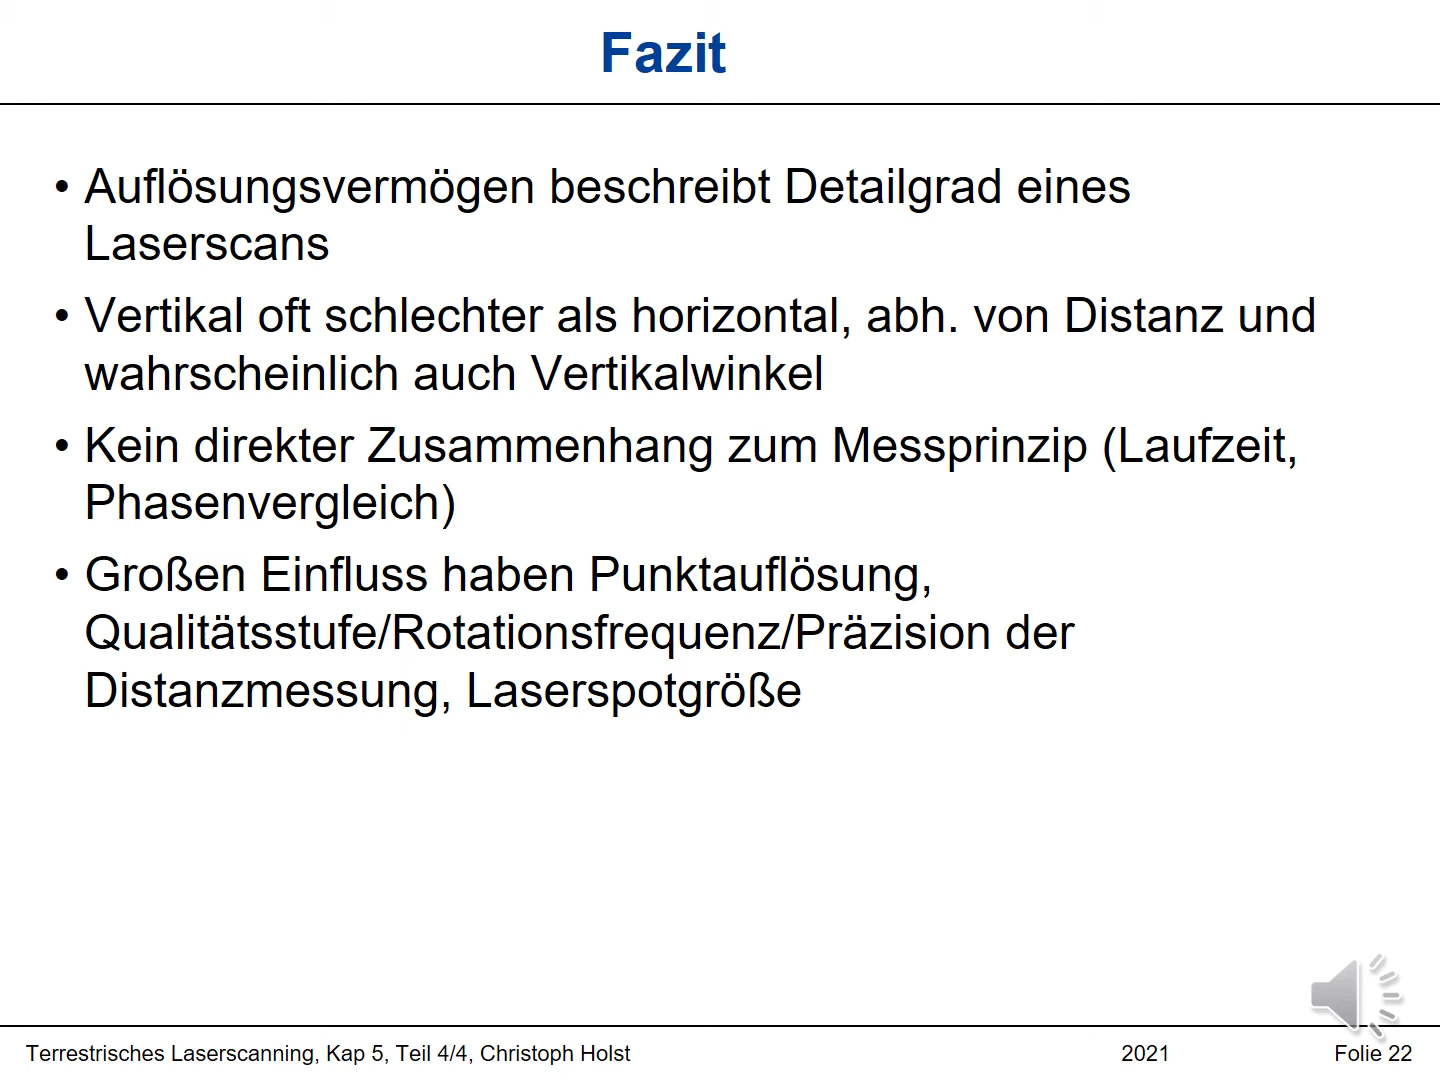 Fazit
• Auflösungsvermögen beschreibt Detailgrad eines
Laserscans
• Vertikal oft schlechter als horizontal, abh. von Distanz und
wahrscheinlich auch Vertikalwinkel
• Kein direkter Zusammenhang zum Messprinzip (Laufzeit,
Phasenvergleich)
• Großen Einfluss haben Punktauflösung,
Qualitätsstufe/Rotationsfrequenz/Präzision der
Distanzmessung, Laserspotgröße
Terrestrisches Laserscanning, Kap 5, Teil 4/4, Christoph Holst 2021 Folie 22